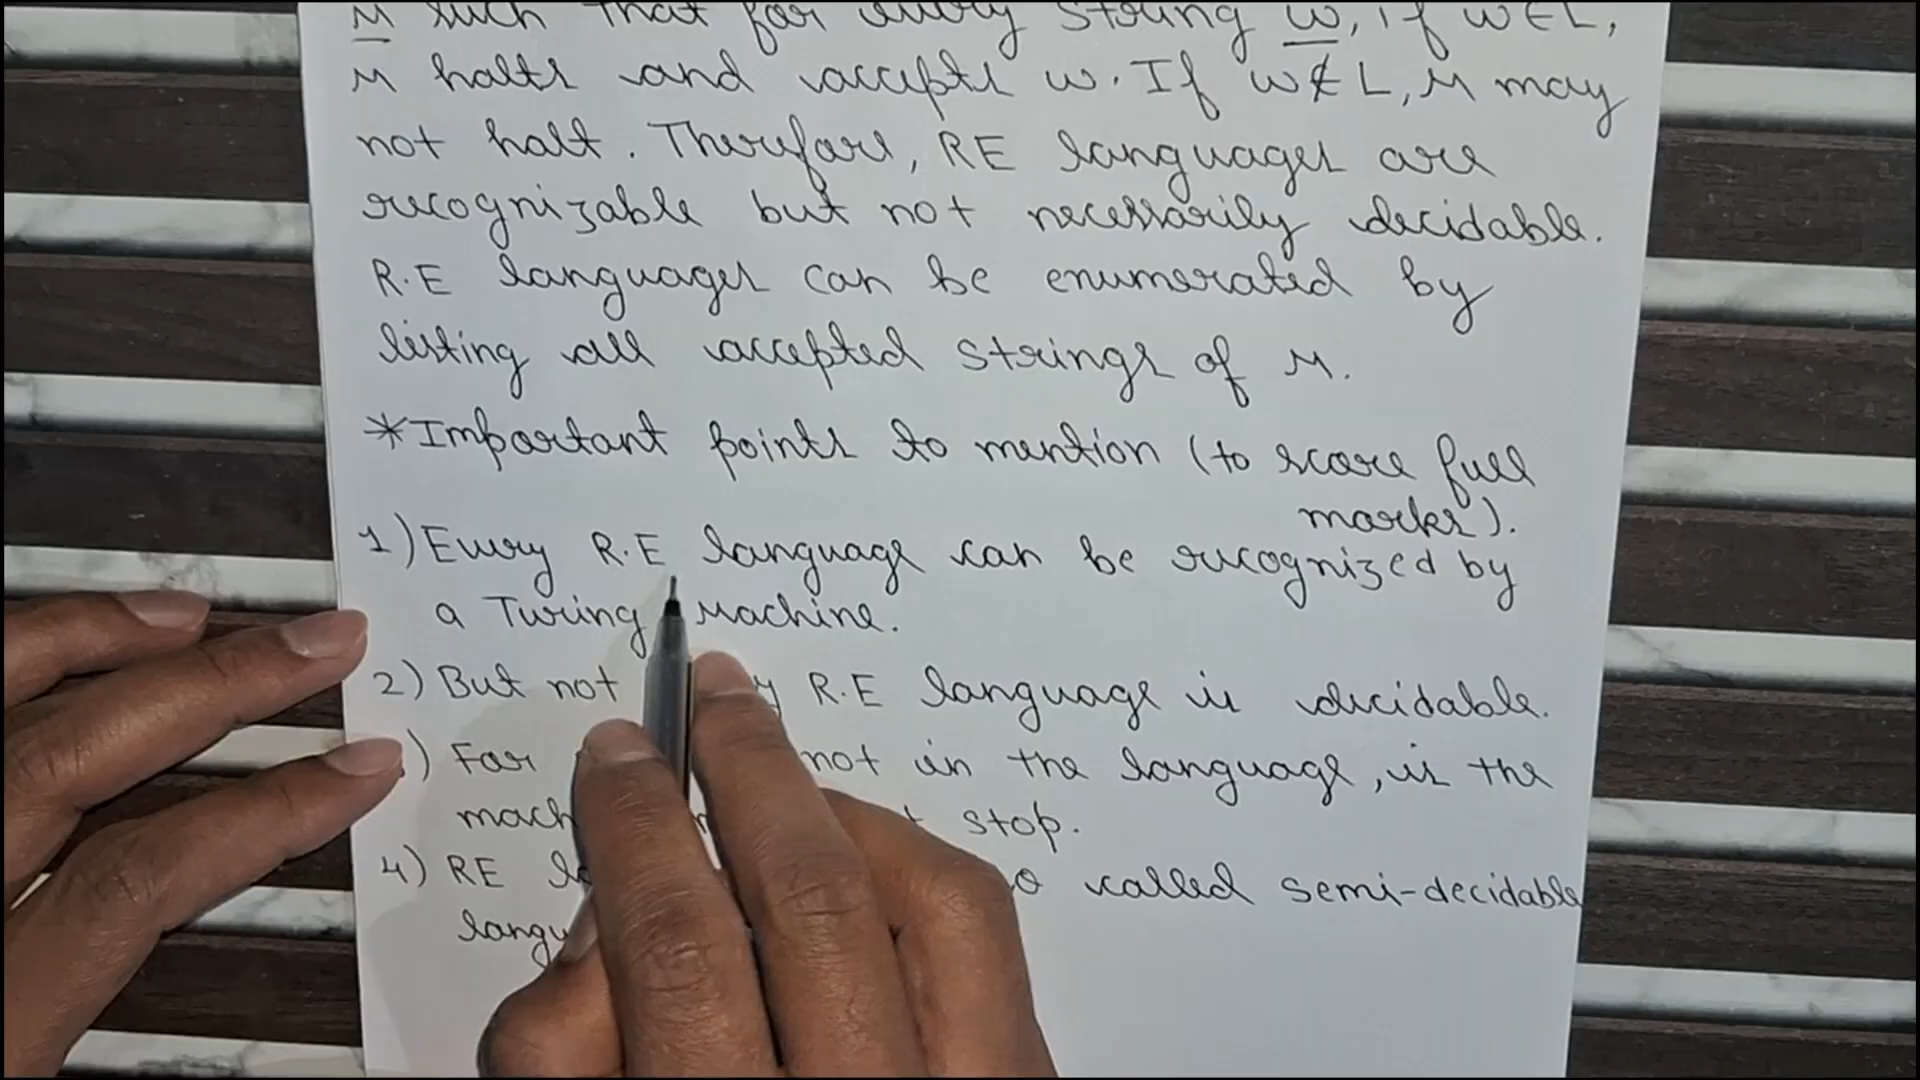 M such that for every string w, if w∈L,
M halts and accepts w. If w∉L, M may
not halt. Therefore, RE languages are
recognizable but not necessarily decidable.
R.E languages can be enumerated by
listing all accepted strings of M.
*Important points to mention (to score full
marks).
1) Every R.E language can be recognized by
a Turing Machine.
2) But not R.E language is decidable.
) For not in the language, is the
stop.
4) RE called semi-decidable